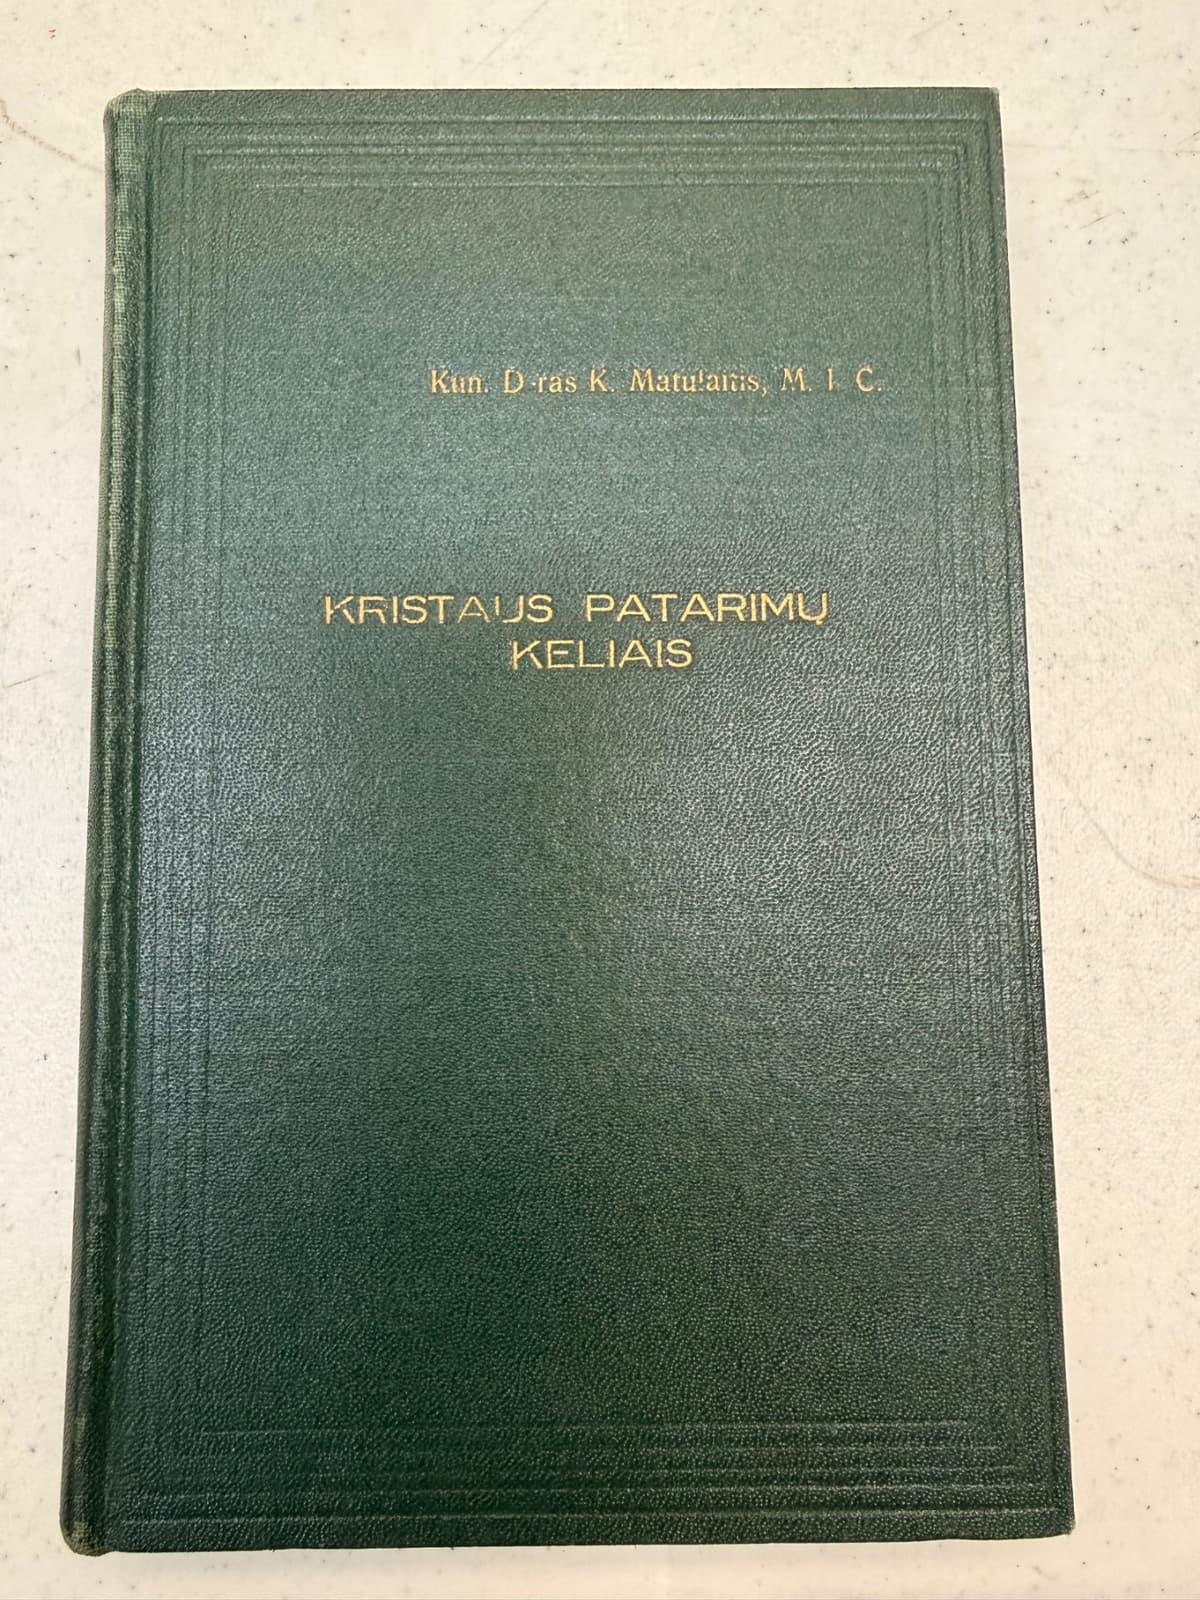 Kun. D-ras K. Matulaitis, M. I. C.
KRISTAUS PATARIMŲ
KELIAIS